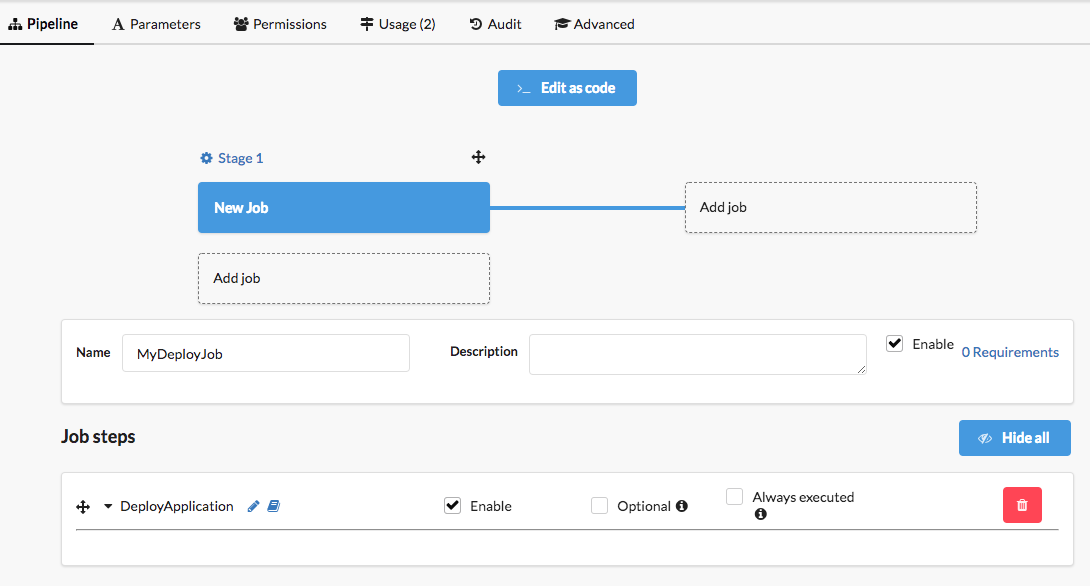 Pipeline Parameters Permissions Usage (2) Audit Advanced
>_ Edit as code
Stage 1
New Job
Add job
Add job
Name MyDeployJob Description Enable 0 Requirements
Job steps Hide all
DeployApplication Enable Optional Always executed